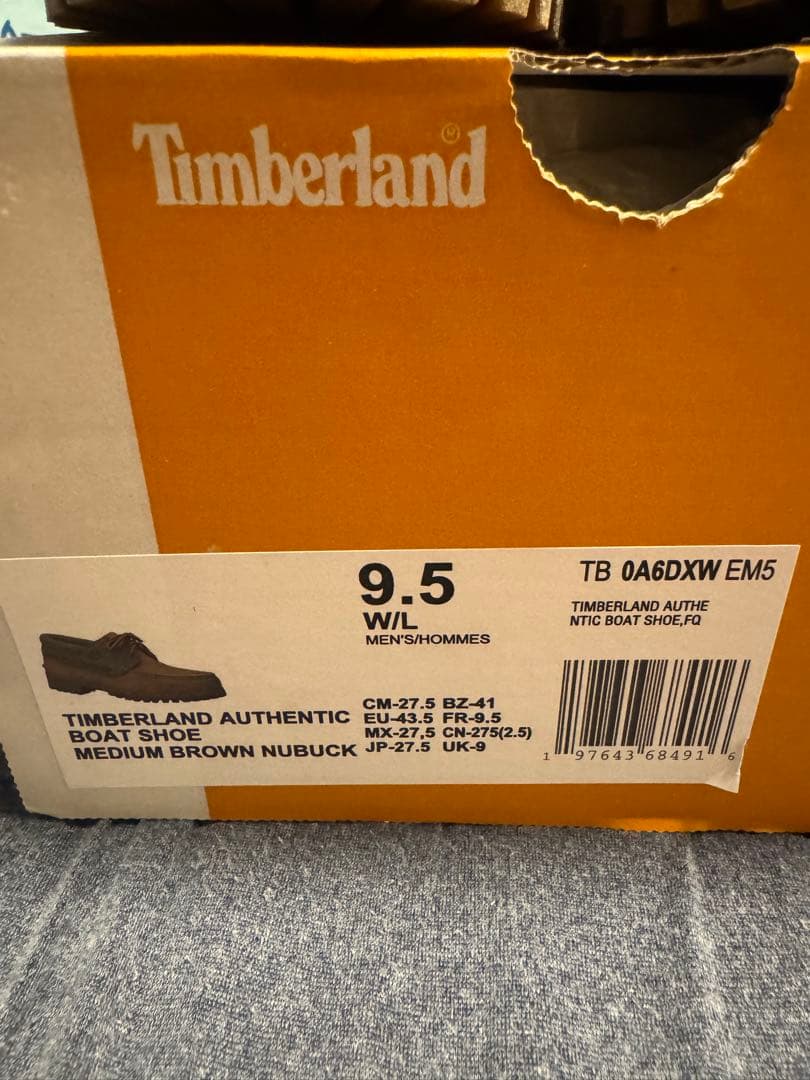 Timberland®
9.5
W/L
MEN'S/HOMMES
TB 0A6DXW EM5
TIMBERLAND AUTHE
NTIC BOAT SHOE,FQ
TIMBERLAND AUTHENTIC
BOAT SHOE
MEDIUM BROWN NUBUCK
CM-27.5 BZ-41
EU-43.5 FR-9.5
MX-27,5 CN-275(2.5)
JP-27.5 UK-9
1 97643 68491 6